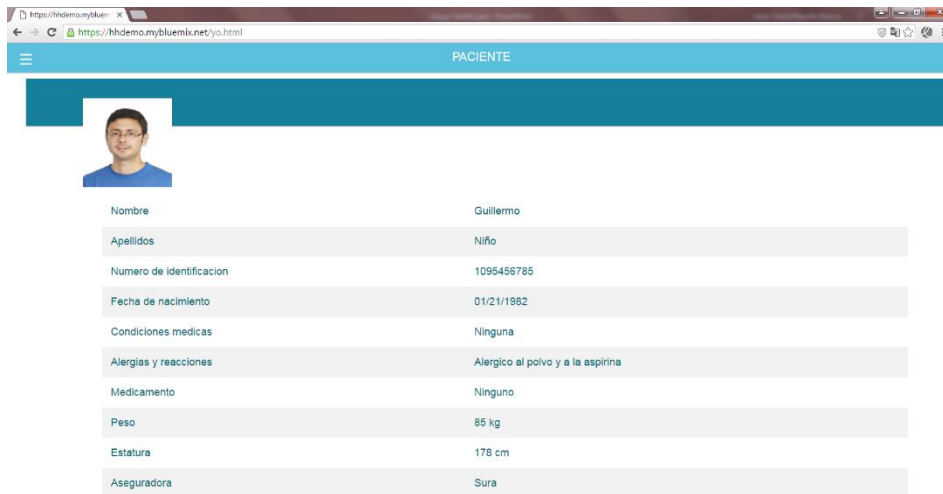 https://hhdemo.mybluem
https://hhdemo.mybluemix.net/yo.html
PACIENTE
Nombre Guillermo
Apellidos Niño
Numero de identificacion 1095456785
Fecha de nacimiento 01/21/1982
Condiciones medicas Ninguna
Alergias y reacciones Alergico al polvo y a la aspirina
Medicamento Ninguno
Peso 85 kg
Estatura 178 cm
Aseguradora Sura